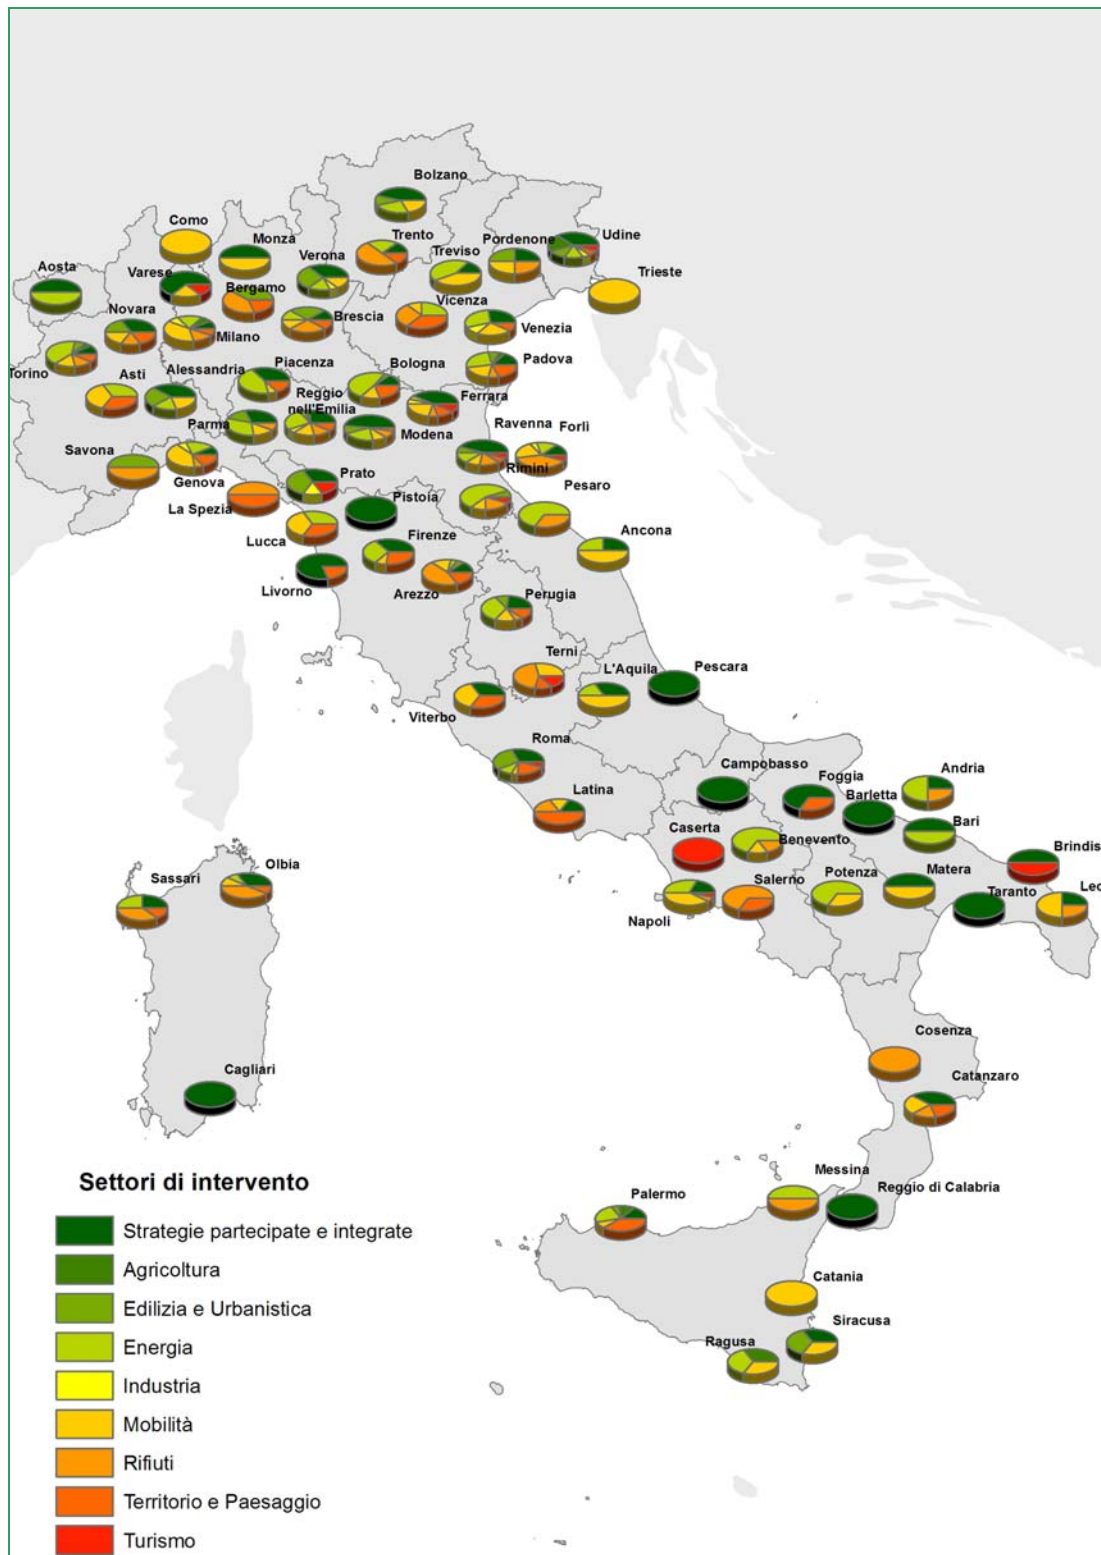 Bolzano
Como
Monza
Trento
Pordenone
Udine
Aosta
Varese
Verona
Treviso
Trieste
Bergamo
Novara
Vicenza
Brescia
Venezia
Milano
Torino
Asti
Alessandria
Piacenza
Bologna
Padova
Reggio
nell'Emilia
Ferrara
Parma
Modena
Ravenna
Forlì
Savona
Genova
Prato
Rimini
Pistoia
Pesaro
La Spezia
Lucca
Firenze
Ancona
Livorno
Arezzo
Perugia
Terni
L'Aquila
Pescara
Viterbo
Roma
Campobasso
Foggia
Andria
Latina
Barletta
Bari
Caserta
Benevento
Brindis
Sassari
Olbia
Salerno
Potenza
Matera
Taranto
Lec
Napoli
Cosenza
Cagliari
Catanzaro
Messina
Reggio di Calabria
Palermo
Catania
Siracusa
Ragusa
Settori di intervento
Strategie partecipate e integrate
Agricoltura
Edilizia e Urbanistica
Energia
Industria
Mobilità
Rifiuti
Territorio e Paesaggio
Turismo